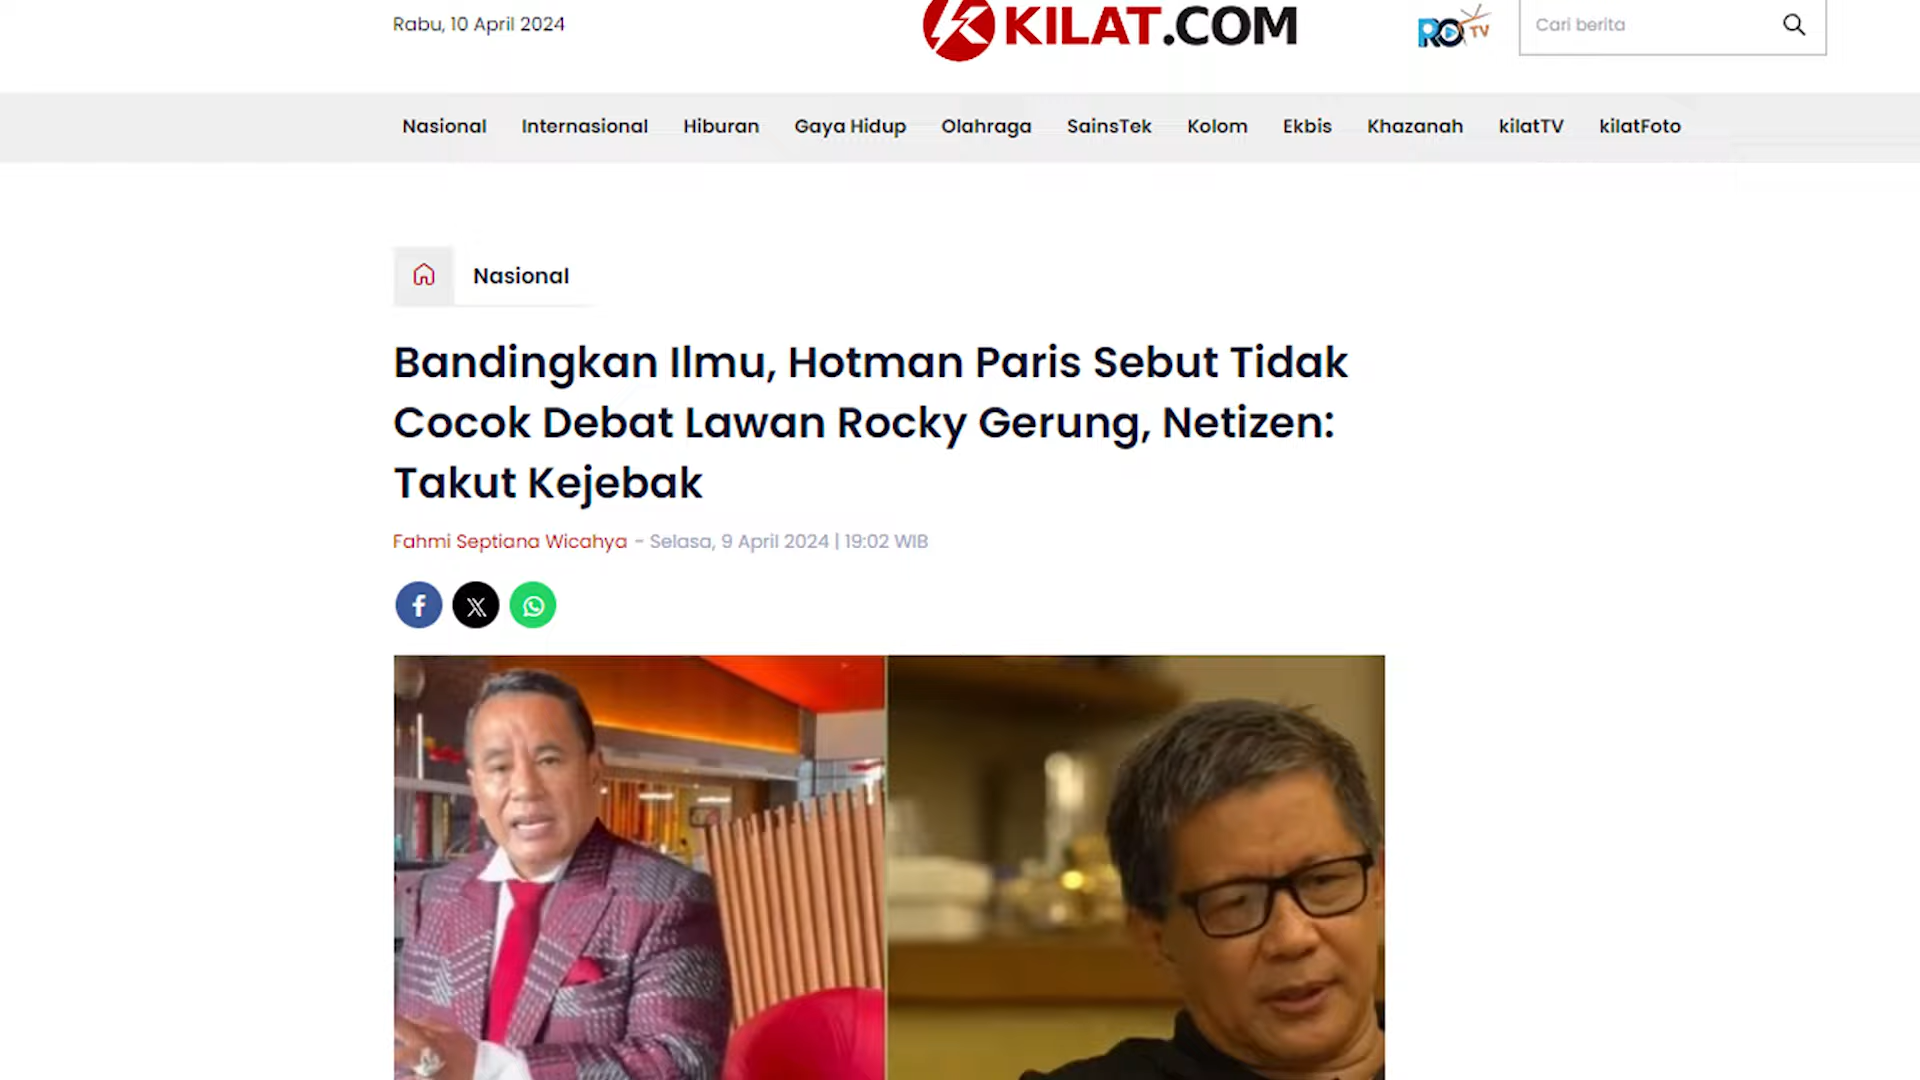 Rabu, 10 April 2024
KILAT.COM
RO TV
Cari berita
Nasional Internasional Hiburan Gaya Hidup Olahraga SainsTek Kolom Ekbis Khazanah kilatTV kilatFoto
Nasional
Bandingkan Ilmu, Hotman Paris Sebut Tidak
Cocok Debat Lawan Rocky Gerung, Netizen:
Takut Kejebak
Fahmi Septiana Wicahya - Selasa, 9 April 2024 | 19:02 WIB